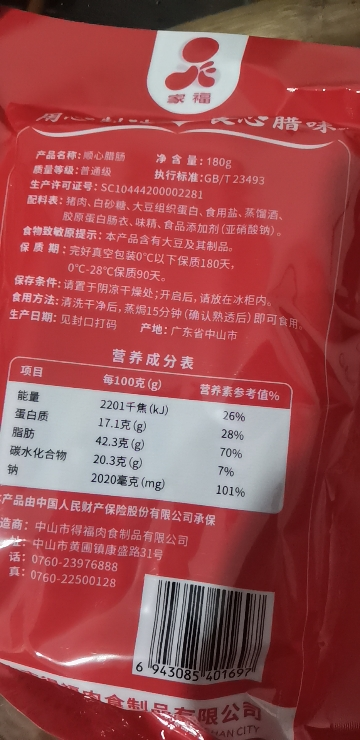 家福
腊味
产品名称:顺心腊肠 净含量:180g
质量等级:普通级 执行标准:GB/T 23493
生产许可证号:SC10444200002281
配料表:猪肉、白砂糖、大豆组织蛋白、食用盐、蒸馏酒、
胶原蛋白肠衣、味精、食品添加剂(亚硝酸钠)。
食物致敏原提示:本产品含有大豆及其制品。
保质期:完好真空包装0℃以下保质180天,
0℃-28℃保质90天。
保存条件:请置于阴凉干燥处;开启后,请放在冰柜内。
食用方法:清洗干净后,蒸焗15分钟(确认熟透后)即可食用
生产日期:见封口打码 产地:广东省中山市
营养成分表
项目 每100克(g) 营养素参考值%
能量 2201千焦(kJ) 26%
蛋白质 17.1克(g) 28%
脂肪 42.3克(g) 70%
碳水化合物 20.3克(g) 7%
钠 2020毫克(mg) 101%
产品由中国人民财产保险股份有限公司承保
造商:中山市得福肉食制品有限公司
址:中山市黄圃镇康盛路31号
话:0760-23976888
真:0760-22500128
6 943085 401697
肉食制品有限公司
CITY